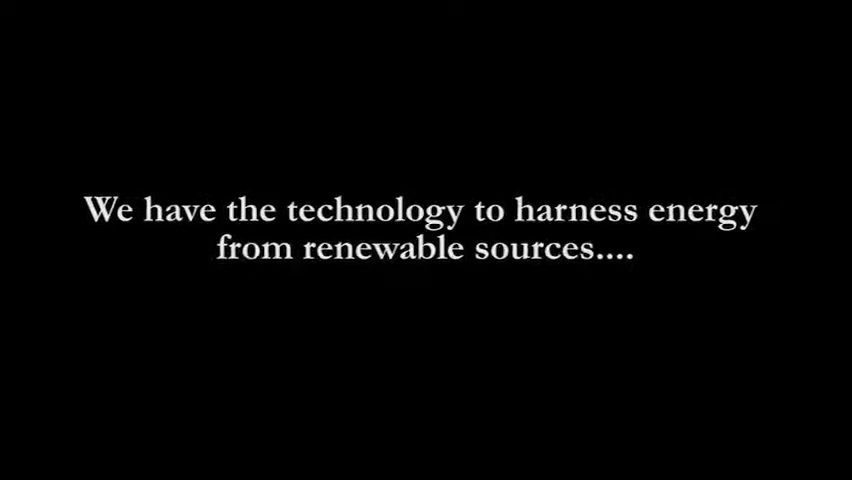 We have the technology to harness energy
from renewable sources....